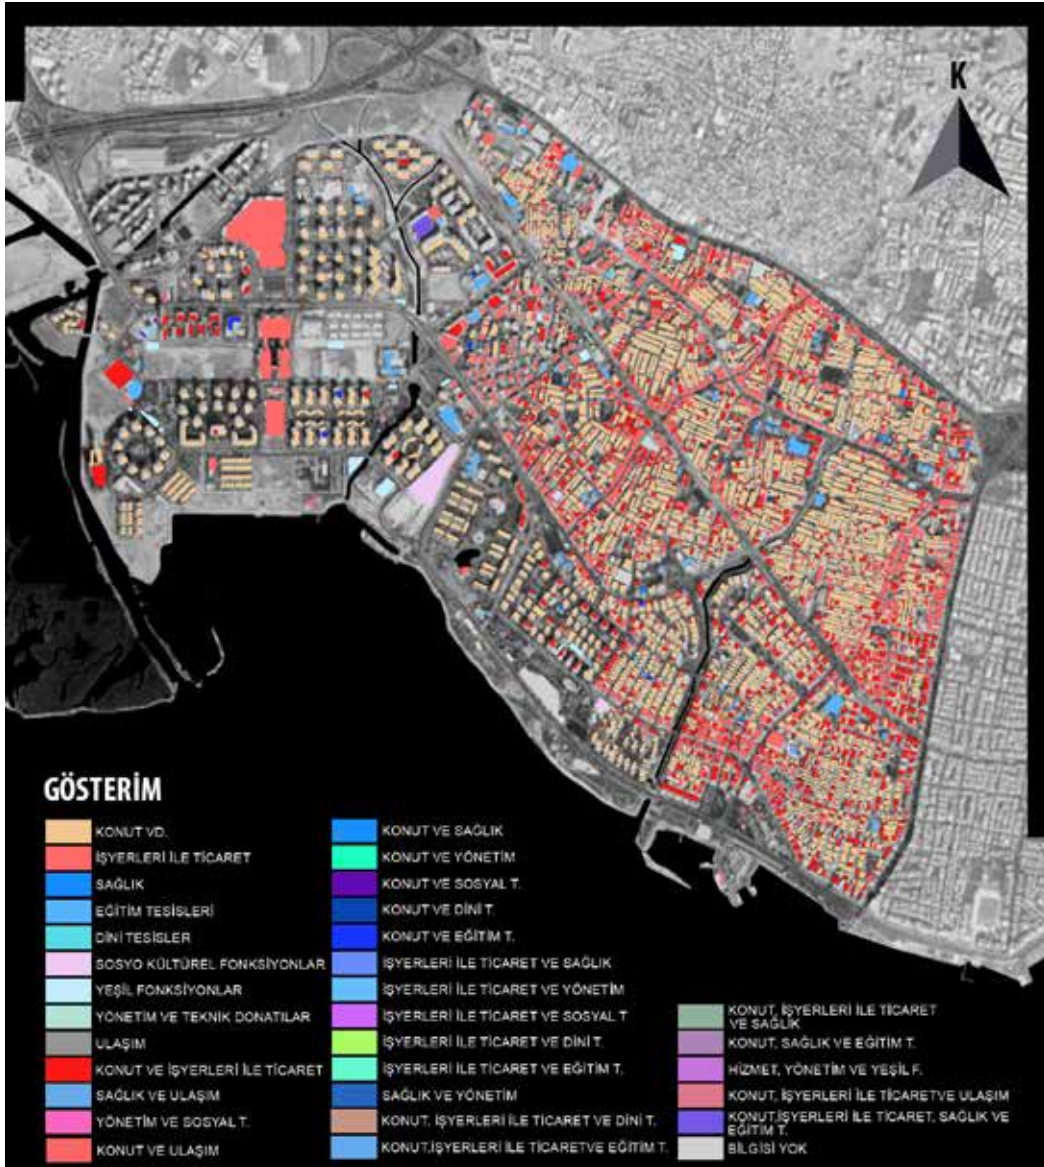 K
GÖSTERİM
KONUT VD.
İŞYERLERİ İLE TİCARET
SAĞLIK
EĞİTİM TESİSLERİ
DİNİ TESİSLER
SOSYO KÜLTÜREL FONKSİYONLAR
YEŞİL FONKSİYONLAR
YÖNETİM VE TEKNİK DONATILAR
ULAŞIM
KONUT VE İŞYERLERİ İLE TİCARET
SAĞLIK VE ULAŞIM
YÖNETİM VE SOSYAL T.
KONUT VE ULAŞIM
KONUT VE SAĞLIK
KONUT VE YÖNETİM
KONUT VE SOSYAL T.
KONUT VE DİNİ T.
KONUT VE EĞİTİM T.
İŞYERLERİ İLE TİCARET VE SAĞLIK
İŞYERLERİ İLE TİCARET VE YÖNETİM
İŞYERLERİ İLE TİCARET VE SOSYAL T
İŞYERLERİ İLE TİCARET VE DİNİ T.
İŞYERLERİ İLE TİCARET VE EĞİTİM T.
SAĞLIK VE YÖNETİM
KONUT, İŞYERLERİ İLE TİCARET VE DİNİ T.
KONUT,İŞYERLERİ İLE TİCARETVE EĞİTİM T.
KONUT, İŞYERLERİ İLE TİCARET
VE SAĞLIK
KONUT, SAĞLIK VE EĞİTİM T.
HİZMET, YÖNETİM VE YEŞİL F.
KONUT, İŞYERLERİ İLE TİCARETVE ULAŞIM
KONUT,İŞYERLERİ İLE TİCARET, SAĞLIK VE
EĞİTİM T.
BİLGİSİ YOK